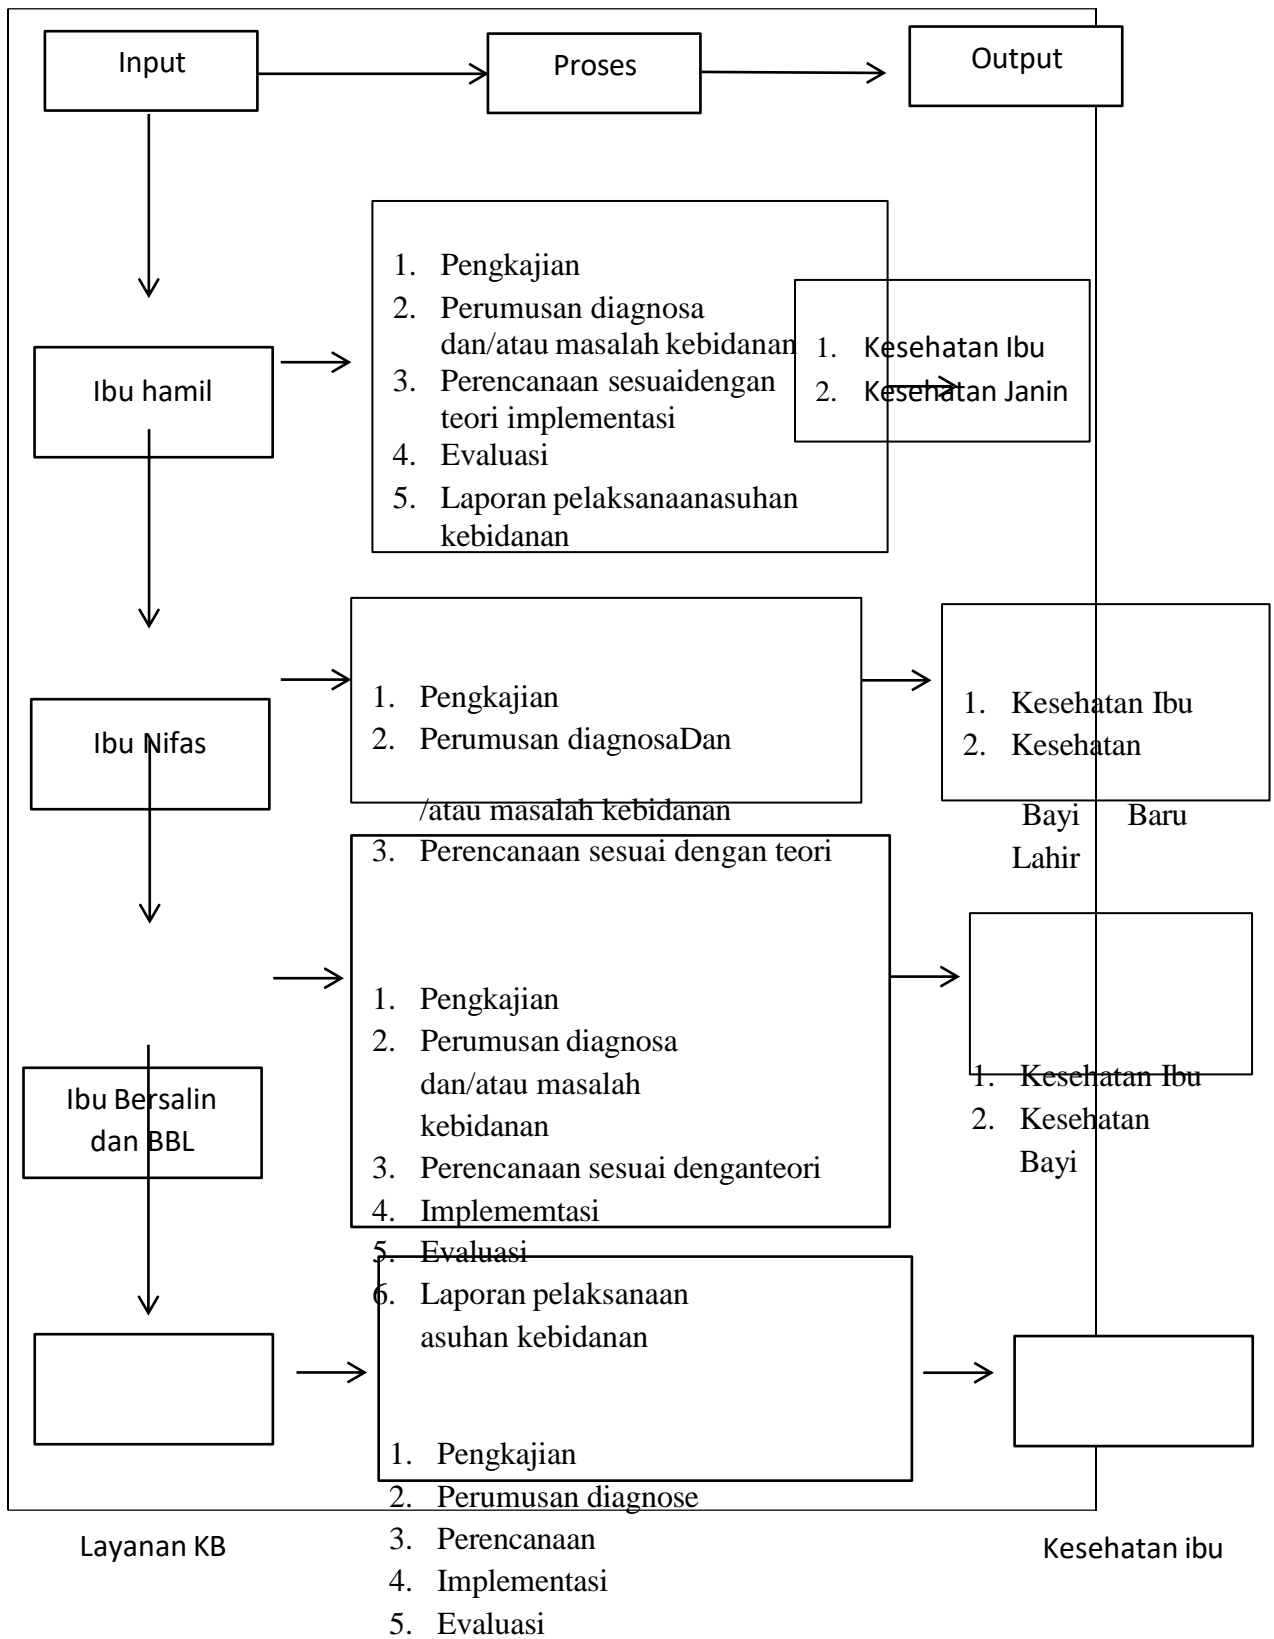 Input
Proses
Output
1. Pengkajian
2. Perumusan diagnosa
dan/atau masalah kebidanan
3. Perencanaan sesuaidengan
teori implementasi
4. Evaluasi
5. Laporan pelaksanaanasuhan
kebidanan
1. Kesehatan Ibu
2. Kesehatan Janin
Ibu hamil
1. Pengkajian
2. Perumusan diagnosaDan
/atau masalah kebidanan
3. Perencanaan sesuai dengan teori
1. Kesehatan Ibu
2. Kesehatan
Bayi Baru
Lahir
Ibu Nifas
1. Pengkajian
2. Perumusan diagnosa
dan/atau masalah
kebidanan
3. Perencanaan sesuai denganteori
4. Implememtasi
5. Evaluasi
6. Laporan pelaksanaan
asuhan kebidanan
1. Kesehatan Ibu
2. Kesehatan
Bayi
Ibu Bersalin
dan BBL
1. Pengkajian
2. Perumusan diagnose
3. Perencanaan
4. Implementasi
5. Evaluasi
Layanan KB
Kesehatan ibu